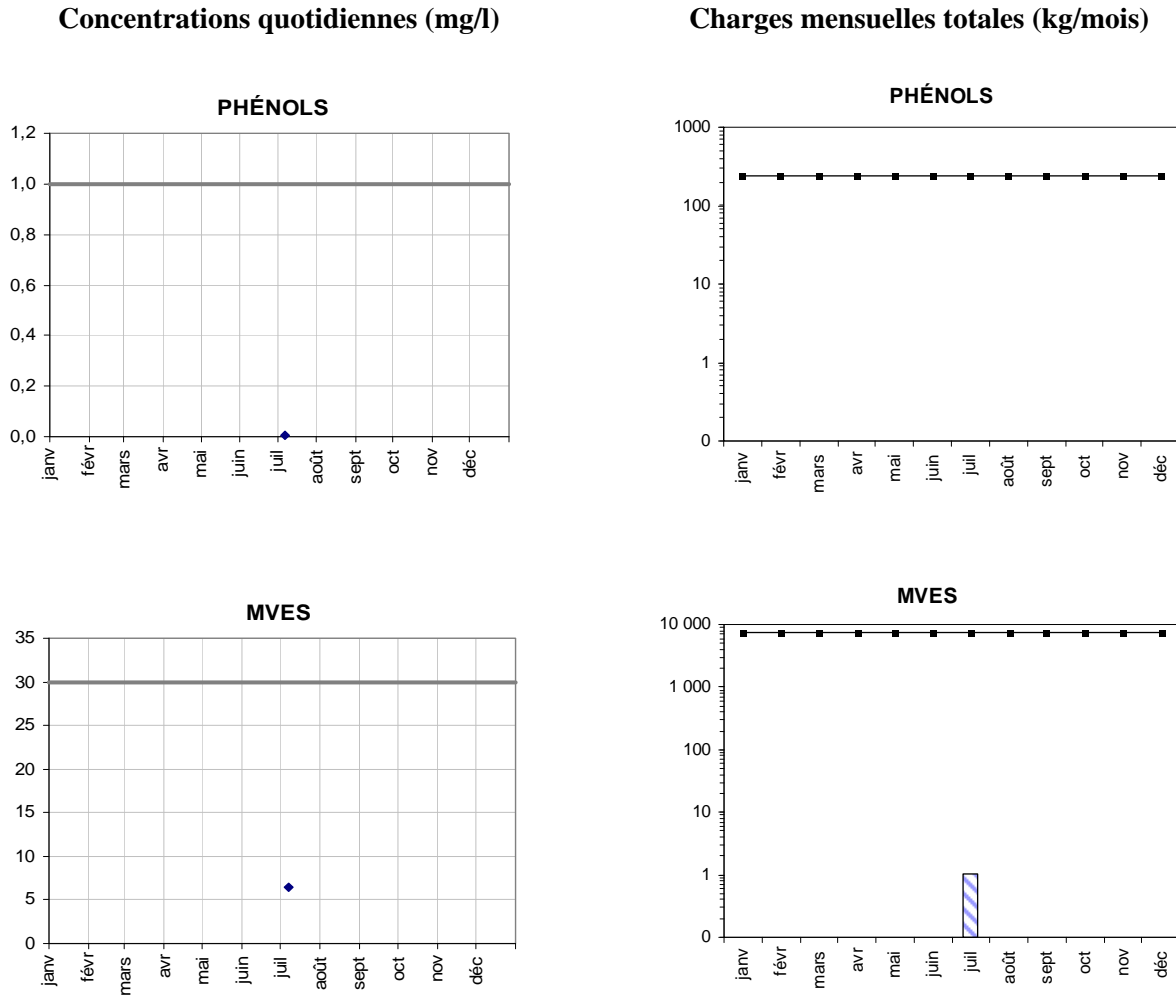 Concentrations quotidiennes (mg/l)
Charges mensuelles totales (kg/mois)
PHÉNOLS
1,2
1,0
0,8
0,6
0,4
0,2
0,0
janv
févr
mars
avr
mai
juin
juil
août
sept
oct
nov
déc
PHÉNOLS
1000
100
10
1
0
janv
févr
mars
avr
mai
juin
juil
août
sept
oct
nov
déc
MVES
35
30
25
20
15
10
5
0
janv
févr
mars
avr
mai
juin
juil
août
sept
oct
nov
déc
MVES
10 000
1 000
100
10
1
0
janv
févr
mars
avr
mai
juin
juil
août
sept
oct
nov
déc